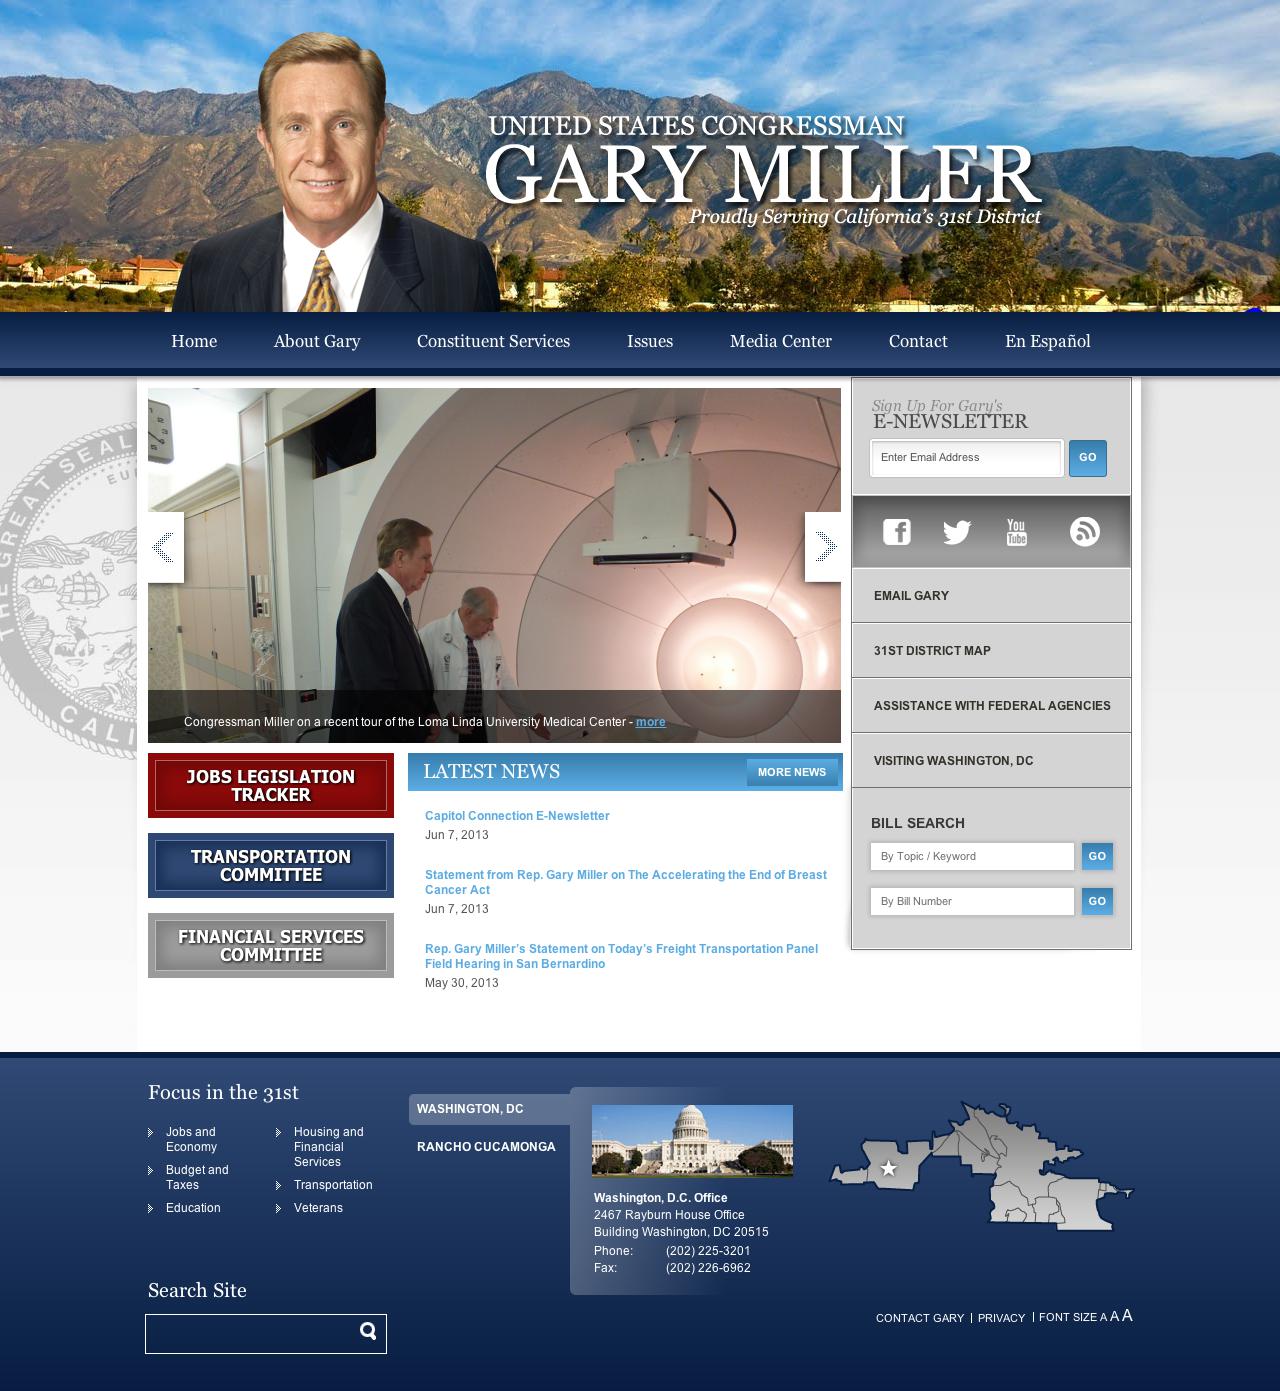 UNITED STATES CONGRESSMAN
GARY MILLER
Proudly Serving California's 31st District
Home
About Gary
Constituent Services
Issues
Media Center
Contact
En Español
THE GREAT SEAL
EU
CALI
Congressman Miller on a recent tour of the Loma Linda University Medical Center - more
Sign Up For Gary's
E-NEWSLETTER
Enter Email Address
GO
You
Tube
EMAIL GARY
31ST DISTRICT MAP
ASSISTANCE WITH FEDERAL AGENCIES
VISITING WASHINGTON, DC
BILL SEARCH
By Topic / Keyword
GO
By Bill Number
GO
JOBS LEGISLATION
TRACKER
TRANSPORTATION
COMMITTEE
FINANCIAL SERVICES
COMMITTEE
LATEST NEWS
MORE NEWS
Capitol Connection E-Newsletter
Jun 7, 2013
Statement from Rep. Gary Miller on The Accelerating the End of Breast
Cancer Act
Jun 7, 2013
Rep. Gary Miller's Statement on Today's Freight Transportation Panel
Field Hearing in San Bernardino
May 30, 2013
Focus in the 31st
Jobs and
Economy
Budget and
Taxes
Education
Housing and
Financial
Services
Transportation
Veterans
Search Site
WASHINGTON, DC
RANCHO CUCAMONGA
Washington, D.C. Office
2467 Rayburn House Office
Building Washington, DC 20515
Phone: (202) 225-3201
Fax: (202) 226-6962
CONTACT GARY | PRIVACY | FONT SIZE A A A